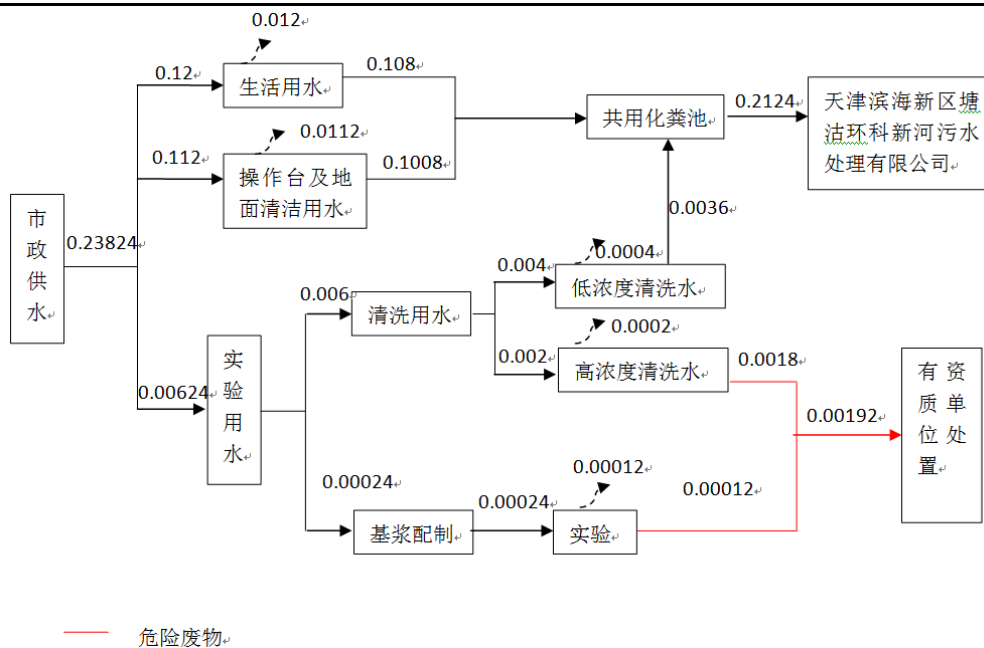 0.012
0.12
生活用水
0.108
0.0112
0.112
操作台及地
面清洁用水
0.1008
共用化粪池
0.2124
天津滨海新区塘
沽环科新河污水
处理有限公司
0.0036
市
政
供
水
0.23824
0.006
清洗用水
0.004
0.0004
低浓度清洗水
0.002
0.0002
高浓度清洗水
0.0018
0.00624
实
验
用
水
0.00192
有资
质单
位处
置
0.00024
基浆配制
0.00024
0.00012
实验
0.00012
危险废物